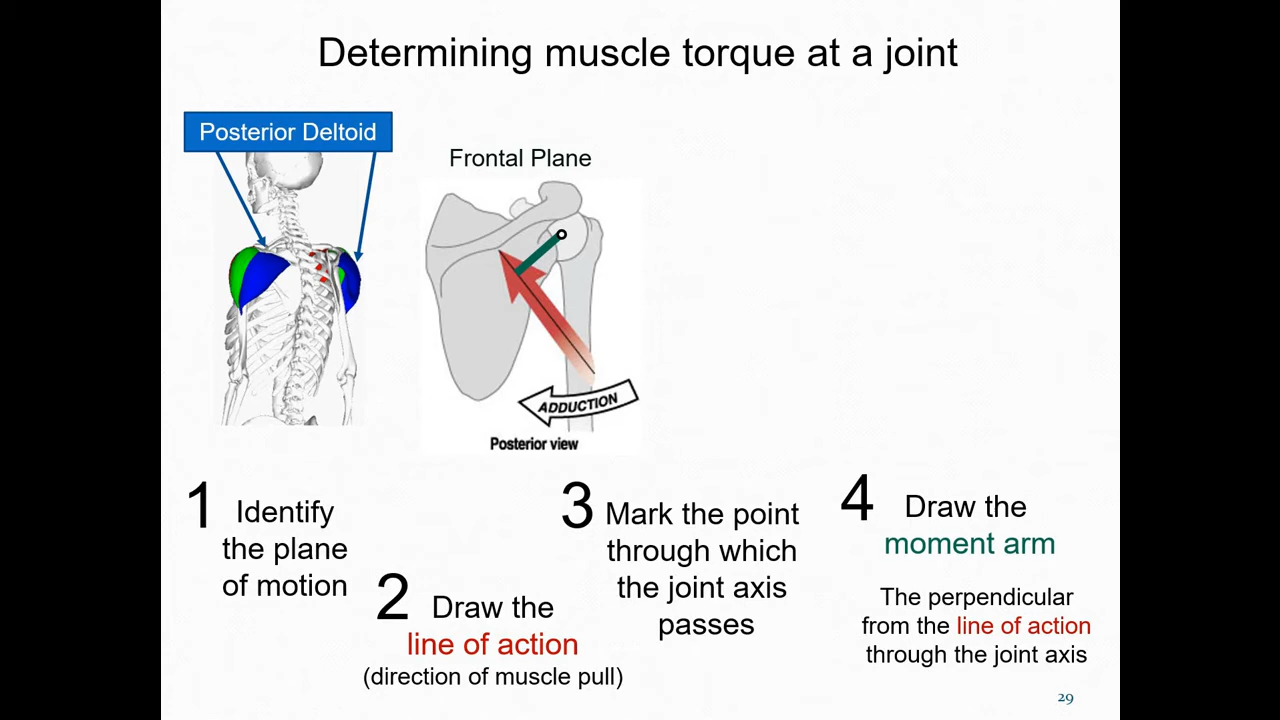 Determining muscle torque at a joint
Posterior Deltoid
Frontal Plane
ADDUCTION
Posterior view
1 Identify
the plane
of motion
2 Draw the
line of action
(direction of muscle pull)
3 Mark the point
through which
the joint axis
passes
4 Draw the
moment arm
The perpendicular
from the line of action
through the joint axis
29